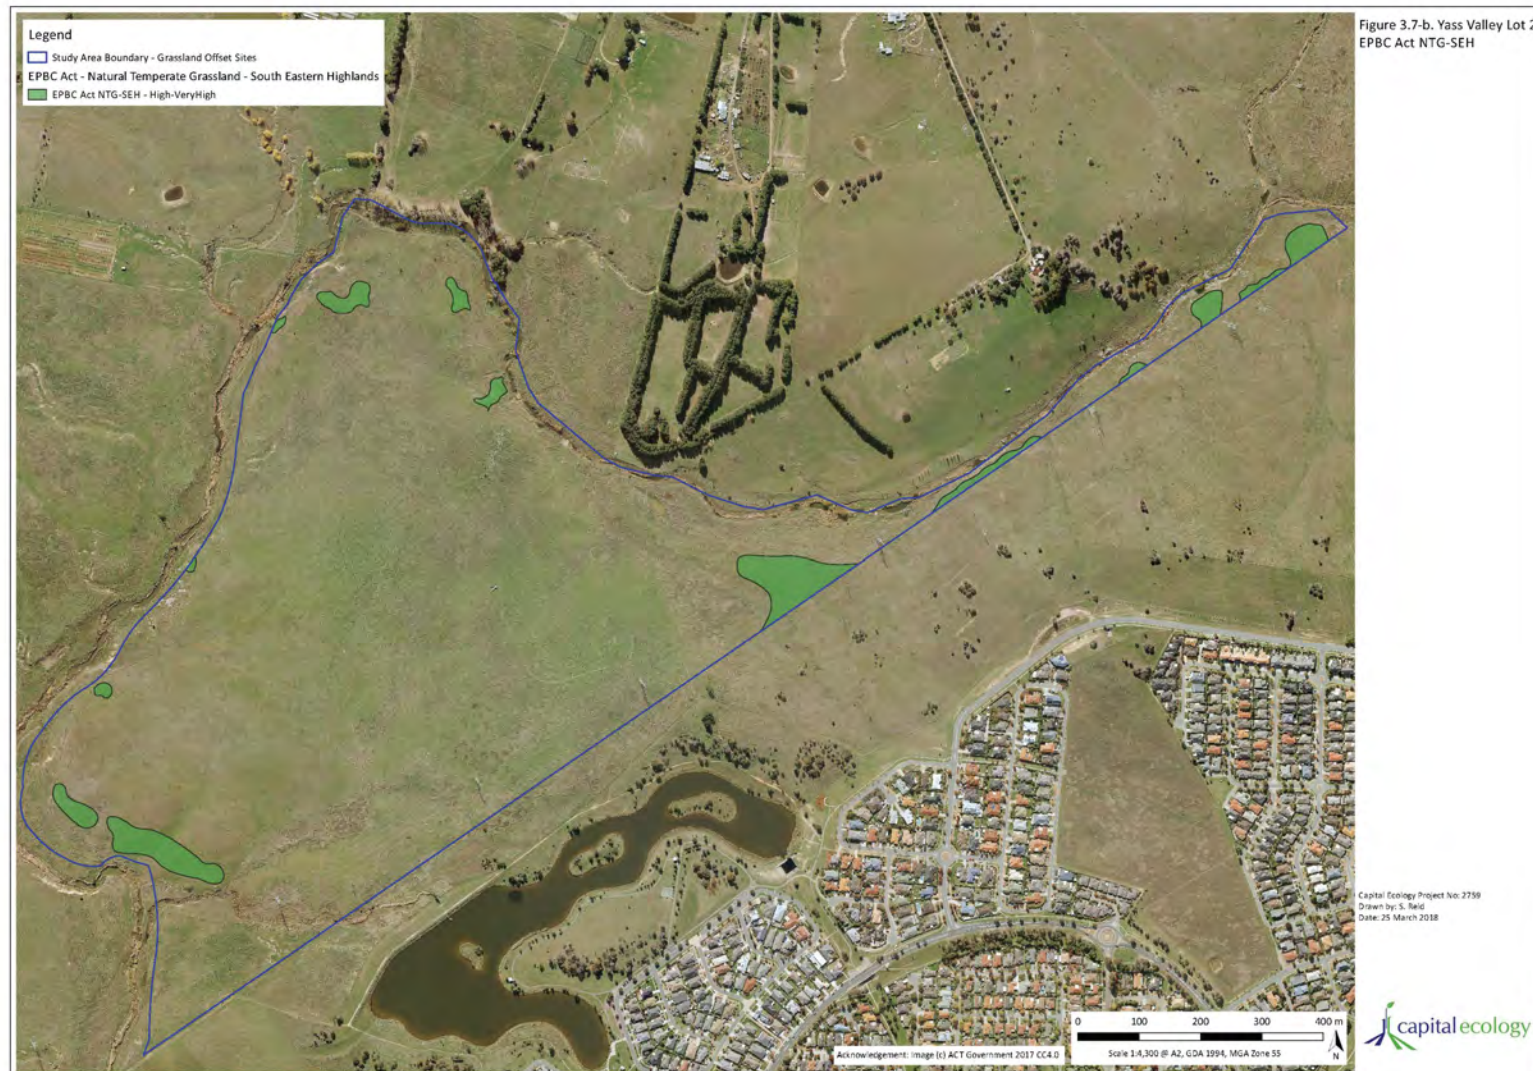 Legend
Study Area Boundary - Grassland Offset Sites
EPBC Act - Natural Temperate Grassland - South Eastern Highlands
EPBC Act NTG-SEH - High-VeryHigh
Figure 3.7-b. Yass Valley Lot 2
EPBC Act NTG-SEH
Capital Ecology Project No: 2759
Drawn by: S. Reid
Date: 25 March 2018
0 100 200 300 400 m
Scale 1:4,300 @ A2, GDA 1994, MGA Zone 55
N
Acknowledgement: Image (c) ACT Government 2017 CC4.0
capital ecology